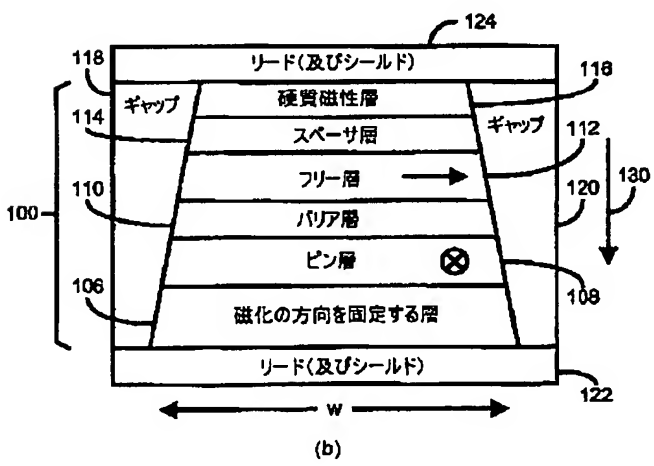 124
リード(及びシールド)
118
116
ギャップ
硬質磁性層
ギャップ
114
スペーサ層
112
フリー層
130
100
110
120
バリア層
ピン層
106
108
磁化の方向を固定する層
リード(及びシールド)
122
W
(b)